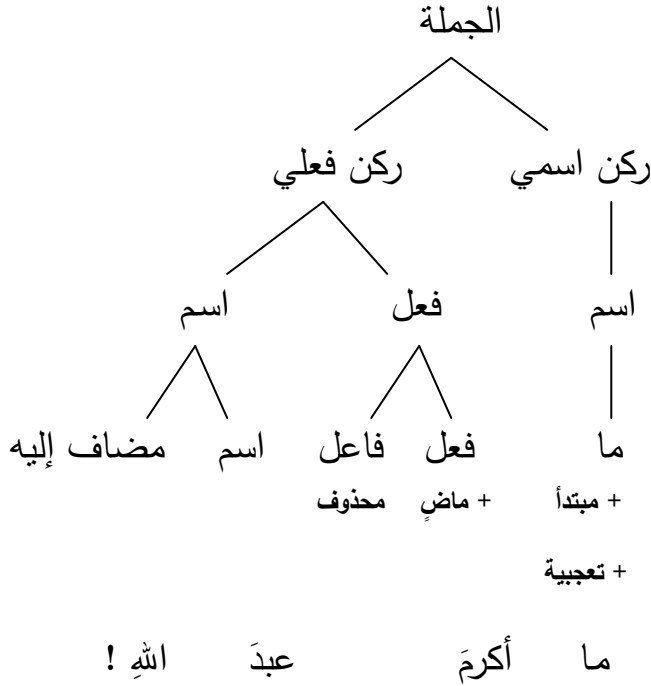 الجملة
ركن اسمي ركن فعلي
اسم فعل اسم
ما فعل فاعل اسم مضاف إليه
+ مبتدأ + ماضٍ محذوف
+ تعجبية
ما أكرمَ عبدَ اللهِ !